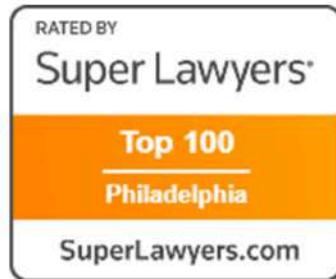 RATED BY
Super Lawyers®
Top 100
Philadelphia
SuperLawyers.com